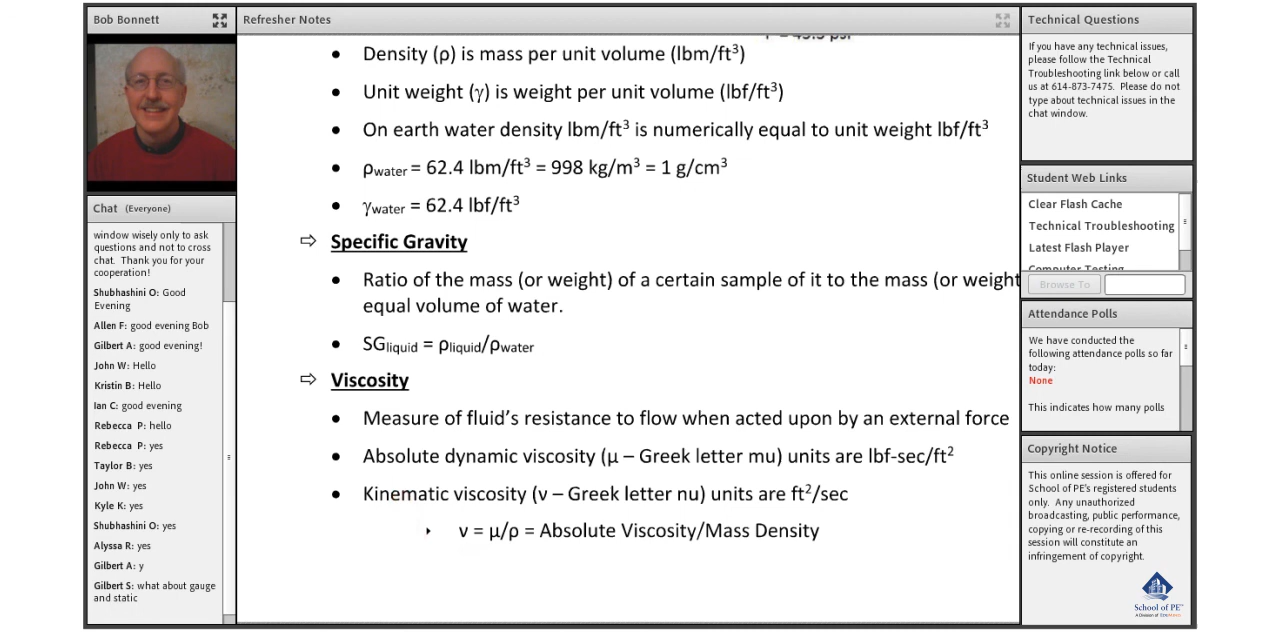 Bob Bonnett
Chat (Everyone)
window wisely only to ask
questions and not to cross
chat. Thank you for your
cooperation!
Shubhashini O: Good
Evening
Allen F: good evening Bob
Gilbert A: good evening!
John W: Hello
Kristin B: Hello
Ian C: good evening
Rebecca P: hello
Rebecca P: yes
Taylor B: yes
John W: yes
Kyle K: yes
Shubhashini O: yes
Alyssa R: yes
Gilbert A: y
Gilbert S: what about gauge
and static
Refresher Notes
• Density (ρ) is mass per unit volume (lbm/ft³)
• Unit weight (γ) is weight per unit volume (lbf/ft³)
• On earth water density lbm/ft³ is numerically equal to unit weight lbf/ft³
• ρwater = 62.4 lbm/ft³ = 998 kg/m³ = 1 g/cm³
• γwater = 62.4 lbf/ft³
⇨ Specific Gravity
• Ratio of the mass (or weight) of a certain sample of it to the mass (or weight
equal volume of water.
• SGliquid = ρliquid/ρwater
⇨ Viscosity
• Measure of fluid's resistance to flow when acted upon by an external force
• Absolute dynamic viscosity (μ – Greek letter mu) units are lbf-sec/ft²
• Kinematic viscosity (ν – Greek letter nu) units are ft²/sec
‣ ν = μ/ρ = Absolute Viscosity/Mass Density
Technical Questions
If you have any technical issues,
please follow the Technical
Troubleshooting link below or call
us at 614-873-7475. Please do not
type about technical issues in the
chat window.
Student Web Links
Clear Flash Cache
Technical Troubleshooting
Latest Flash Player
Computer Testing
Browse To
Attendance Polls
We have conducted the
following attendance polls so far
today:
None
This indicates how many polls
Copyright Notice
This online session is offered for
School of PE's registered students
only. Any unauthorized
broadcasting, public performance,
copying or re-recording of this
session will constitute an
infringement of copyright.
School of PE